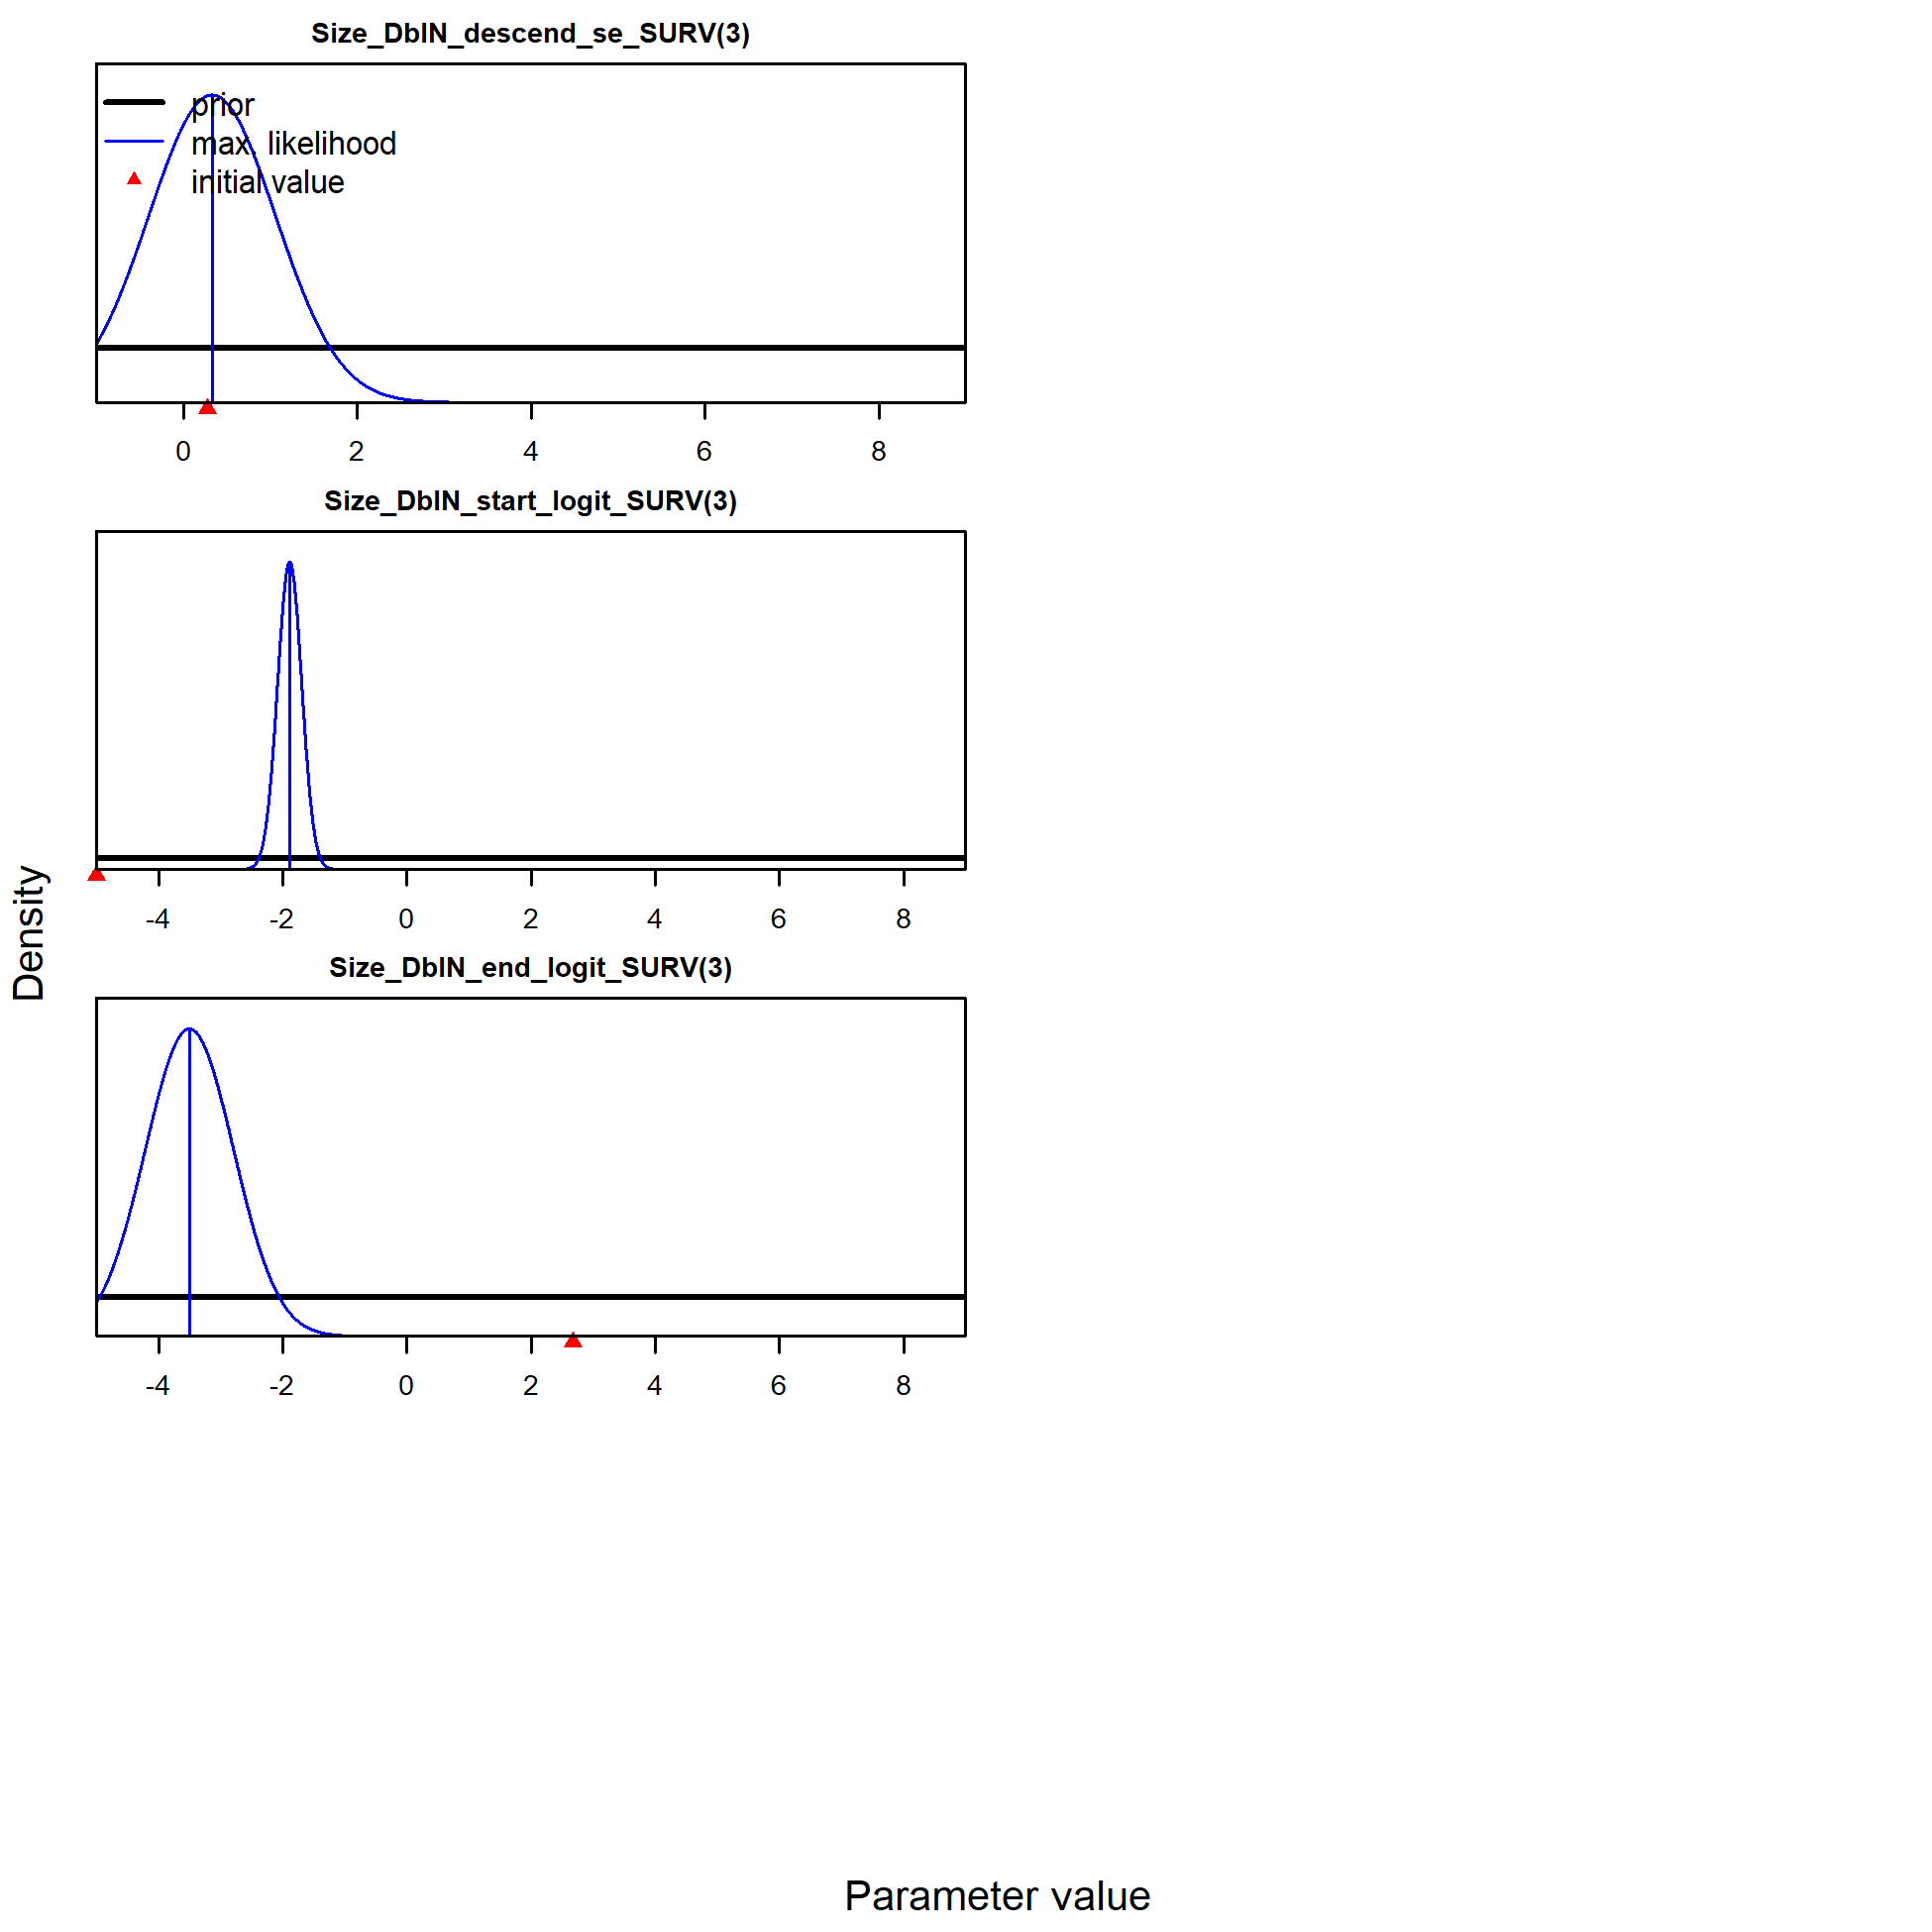 Size_DblN_descend_se_SURV(3)
prior
max. likelihood
initial value
0 2 4 6 8
Size_DblN_start_logit_SURV(3)
-4 -2 0 2 4 6 8
Size_DblN_end_logit_SURV(3)
-4 -2 0 2 4 6 8
Density
Parameter value